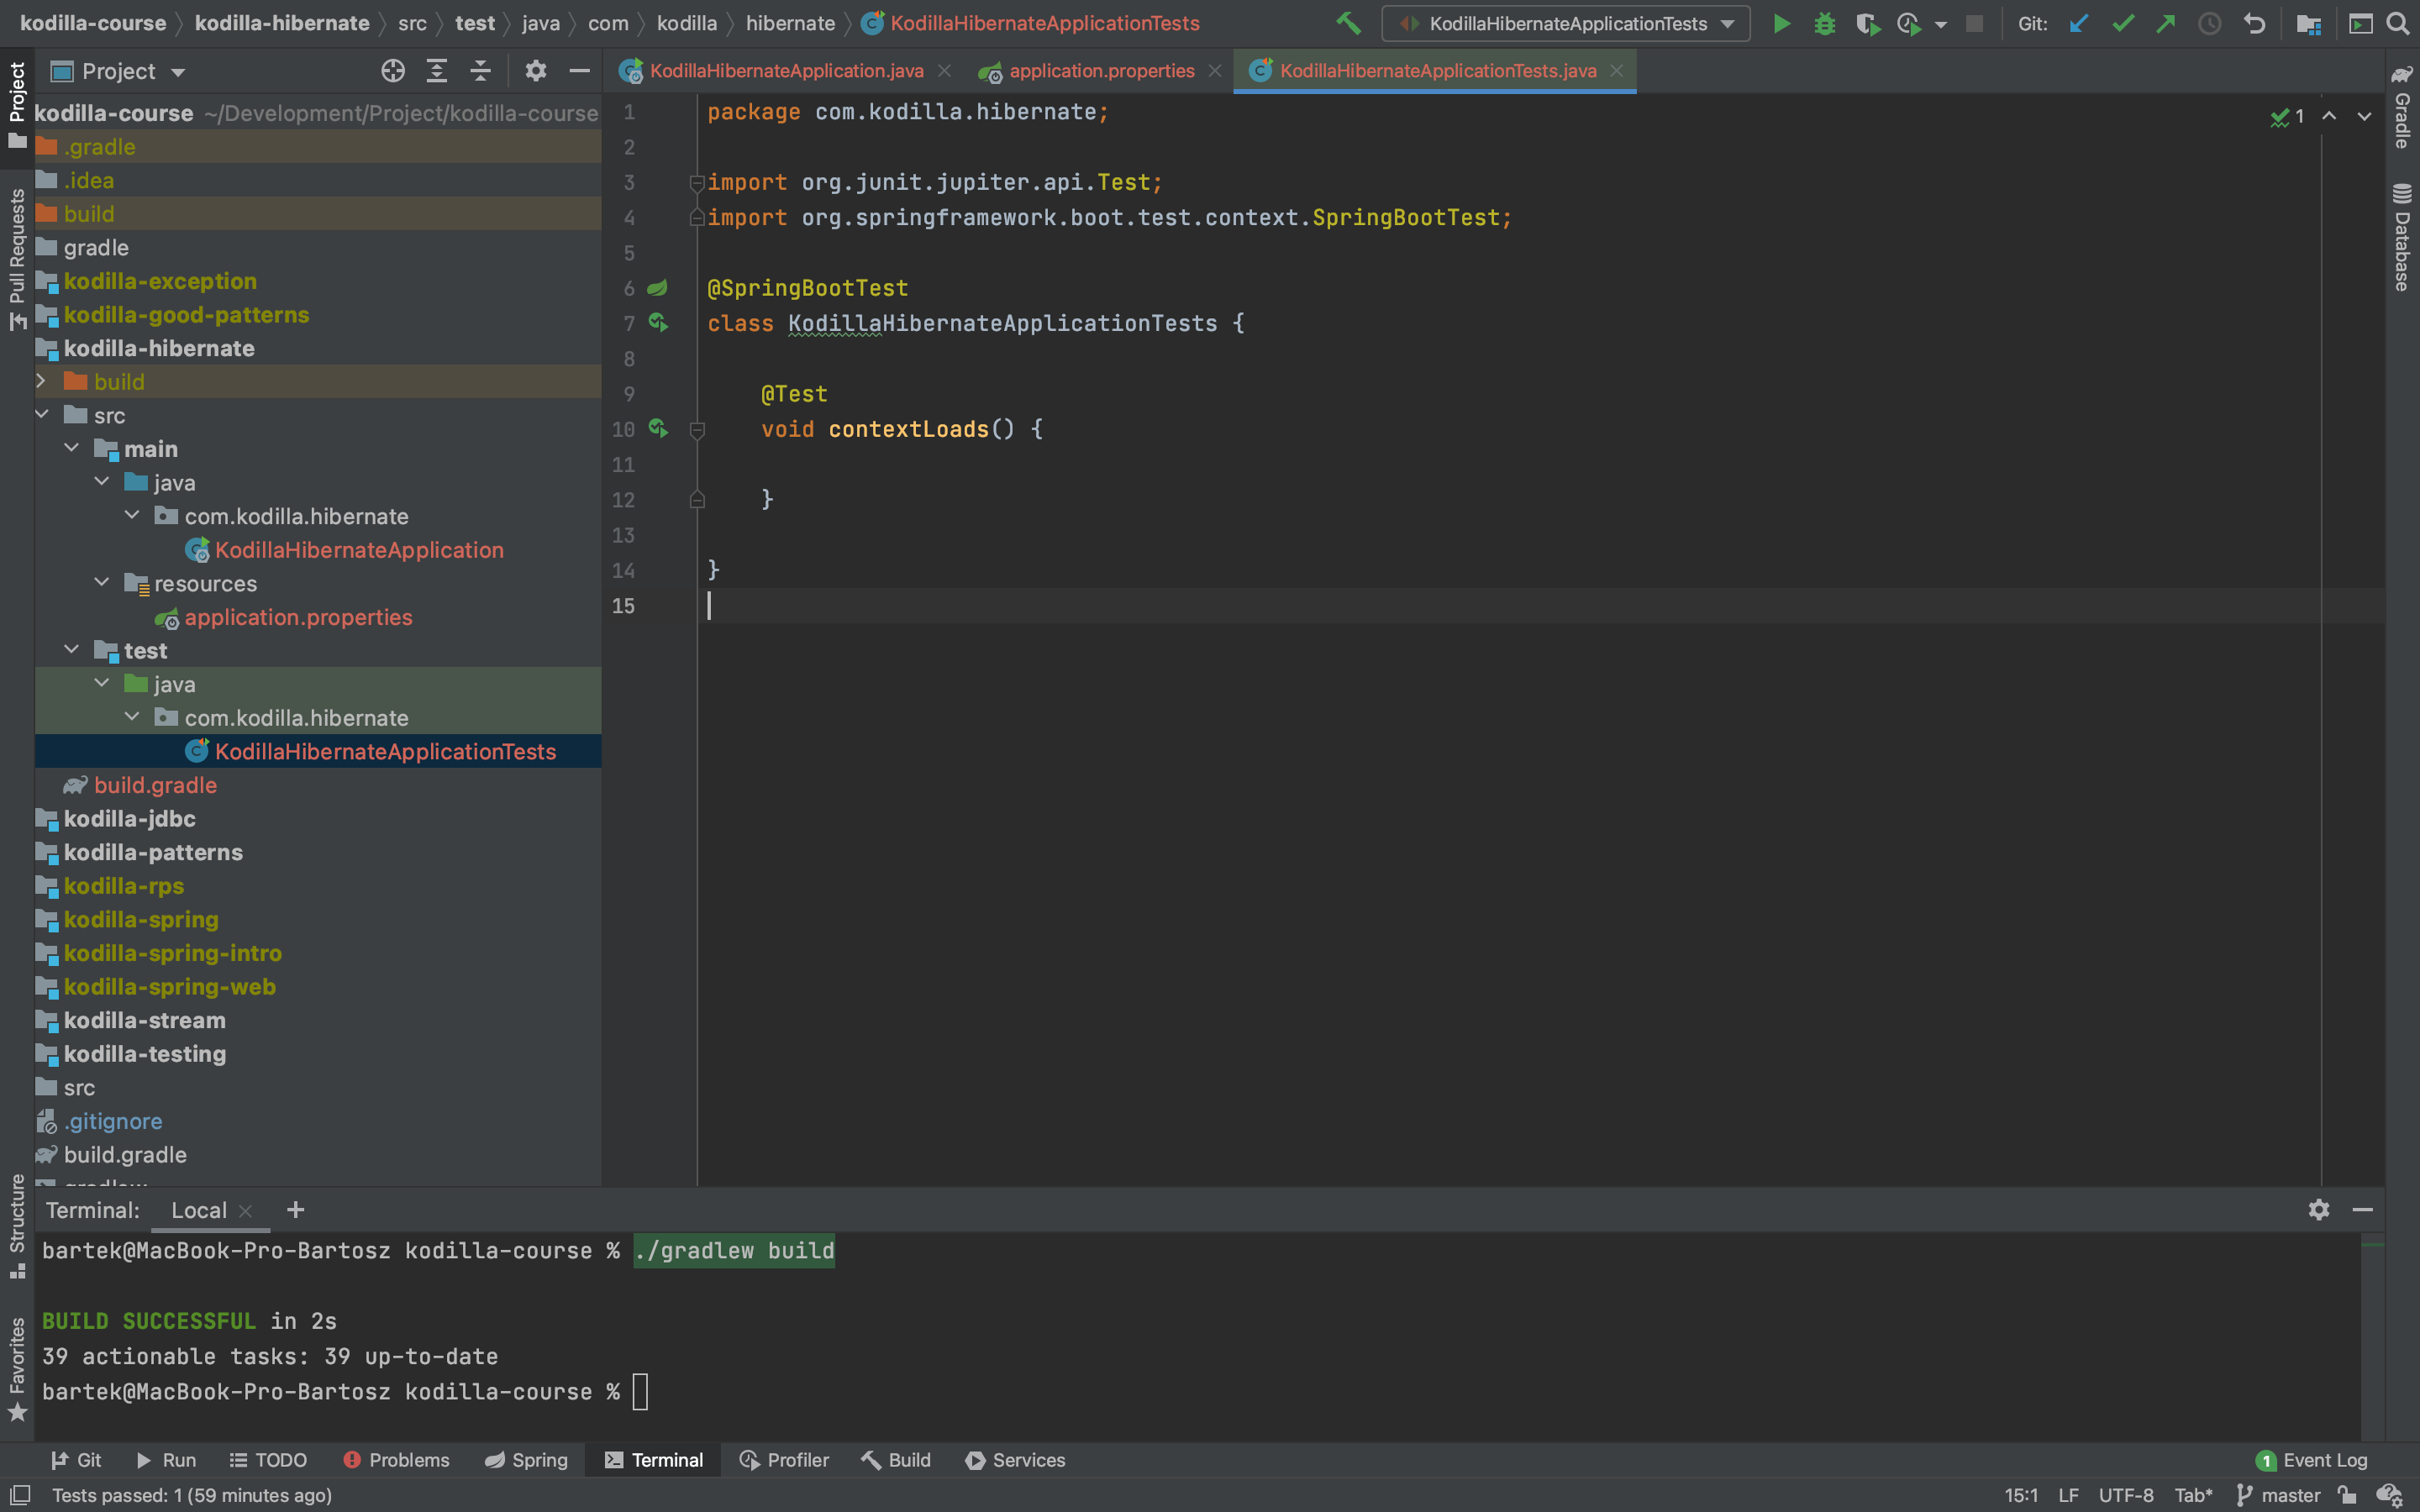 kodilla-course kodilla-hibernate src test java com kodilla hibernate KodillaHibernateApplicationTests KodillaHibernateApplicationTests Git:
Project
KodillaHibernateApplication.java application.properties KodillaHibernateApplicationTests.java
Project
Pull Requests
Structure
Favorites
kodilla-course ~/Development/Project/kodilla-course
.gradle
.idea
build
gradle
kodilla-exception
kodilla-good-patterns
kodilla-hibernate
build
src
main
java
com.kodilla.hibernate
KodillaHibernateApplication
resources
application.properties
test
java
com.kodilla.hibernate
KodillaHibernateApplicationTests
build.gradle
kodilla-jdbc
kodilla-patterns
kodilla-rps
kodilla-spring
kodilla-spring-intro
kodilla-spring-web
kodilla-stream
kodilla-testing
src
.gitignore
build.gradle
1 package com.kodilla.hibernate;
2
3 import org.junit.jupiter.api.Test;
4 import org.springframework.boot.test.context.SpringBootTest;
5
6 @SpringBootTest
7 class KodillaHibernateApplicationTests {
8
9 @Test
10 void contextLoads() {
11
12 }
13
14 }
15
1
Gradle
Database
Terminal: Local
bartek@MacBook-Pro-Bartosz kodilla-course % ./gradlew build
BUILD SUCCESSFUL in 2s
39 actionable tasks: 39 up-to-date
bartek@MacBook-Pro-Bartosz kodilla-course %
Git Run TODO Problems Spring Terminal Profiler Build Services 1 Event Log
Tests passed: 1 (59 minutes ago) 15:1 LF UTF-8 Tab* master